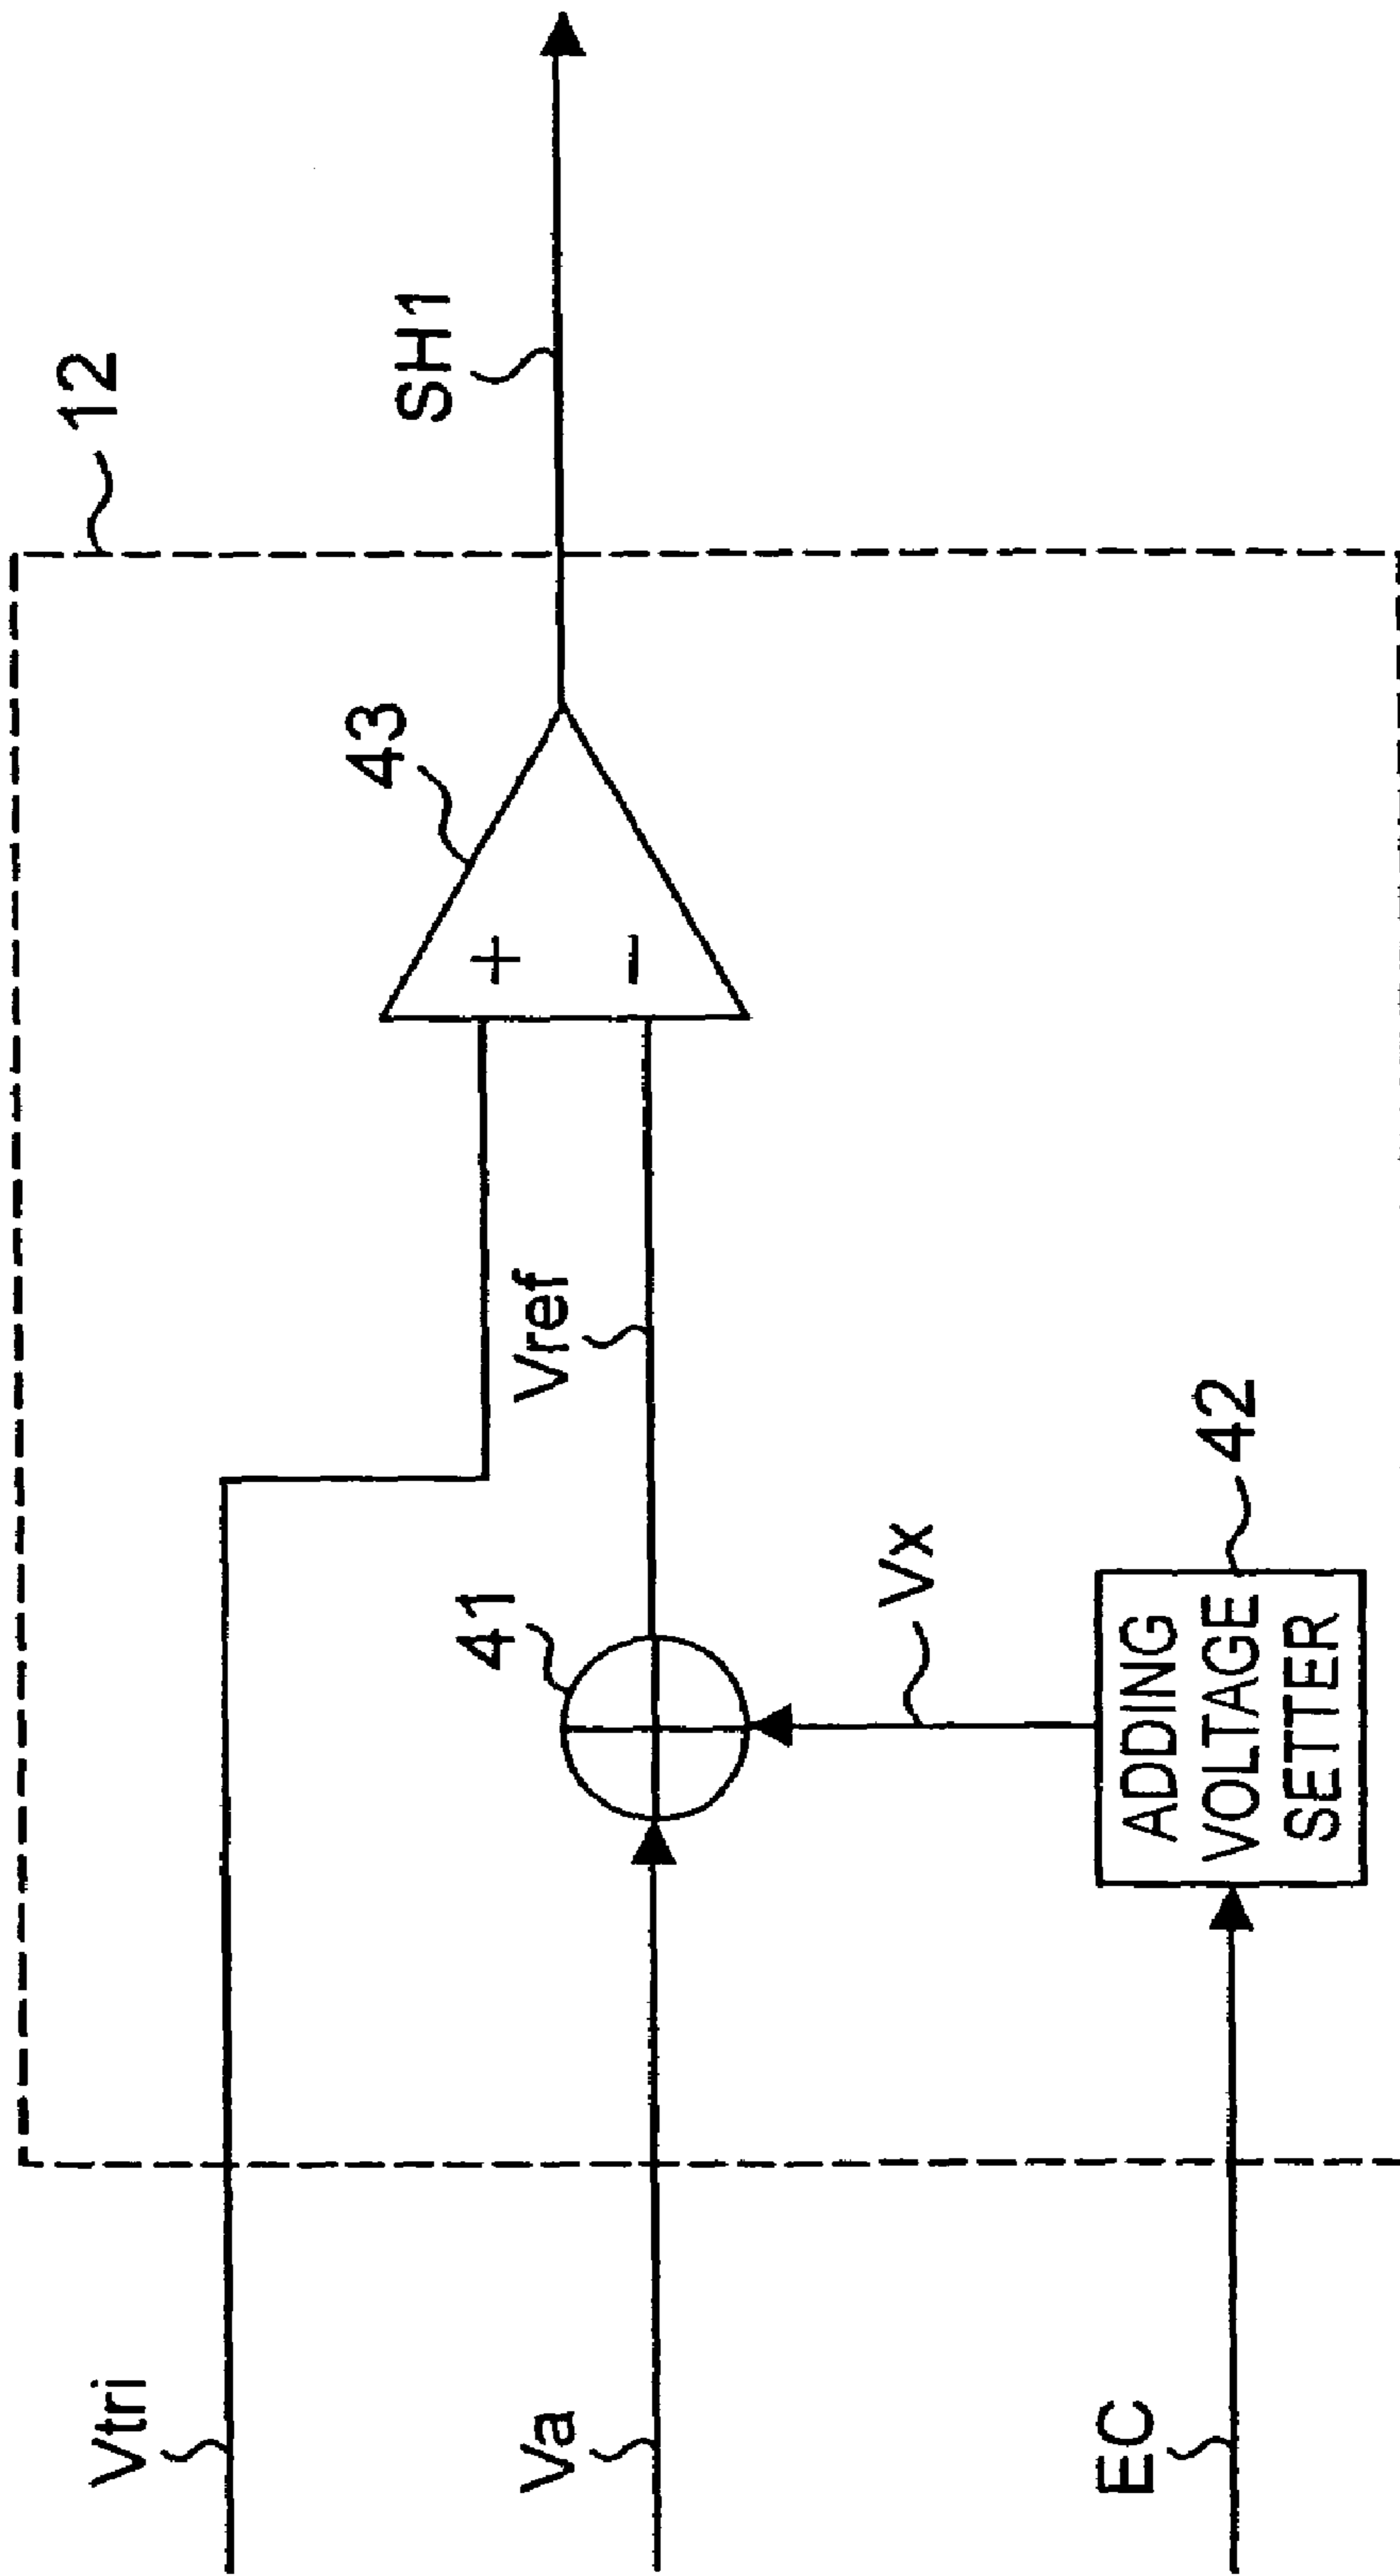 12
SH1
43
+
−
Vtri
Vref
41
Va
Vx
42
ADDING
VOLTAGE
SETTER
EC